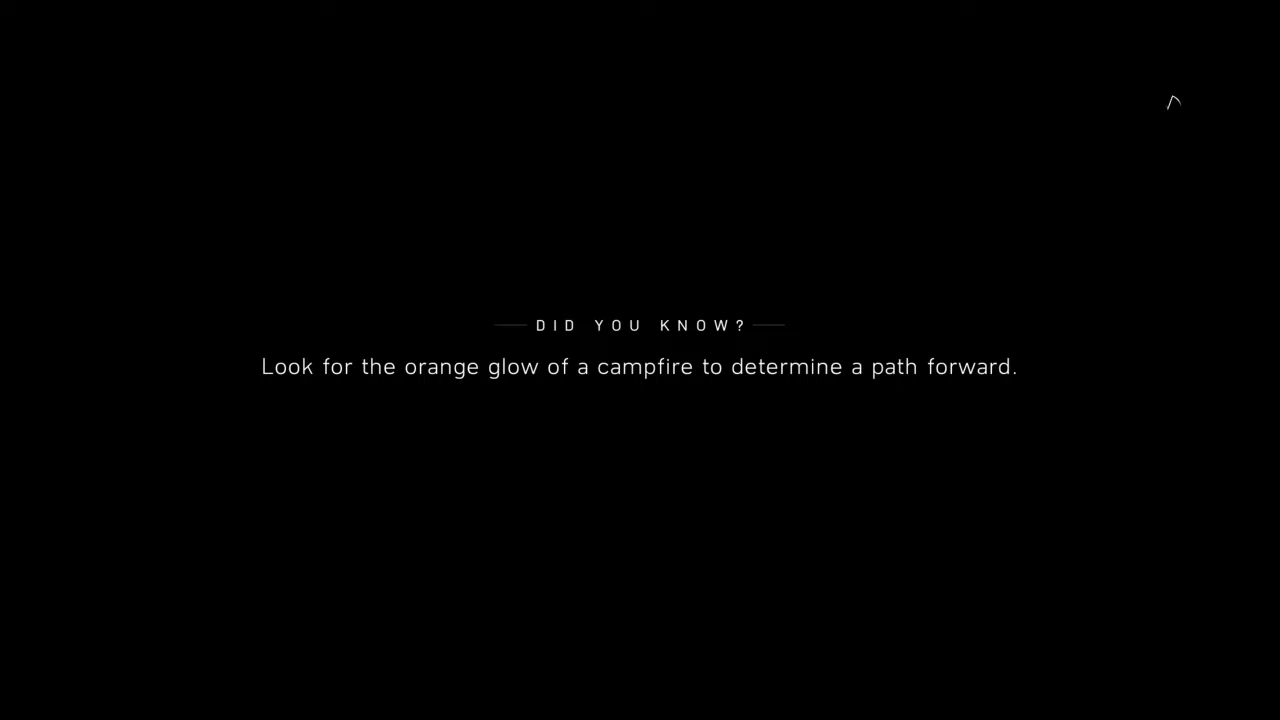 DID YOU KNOW?
Look for the orange glow of a campfire to determine a path forward.